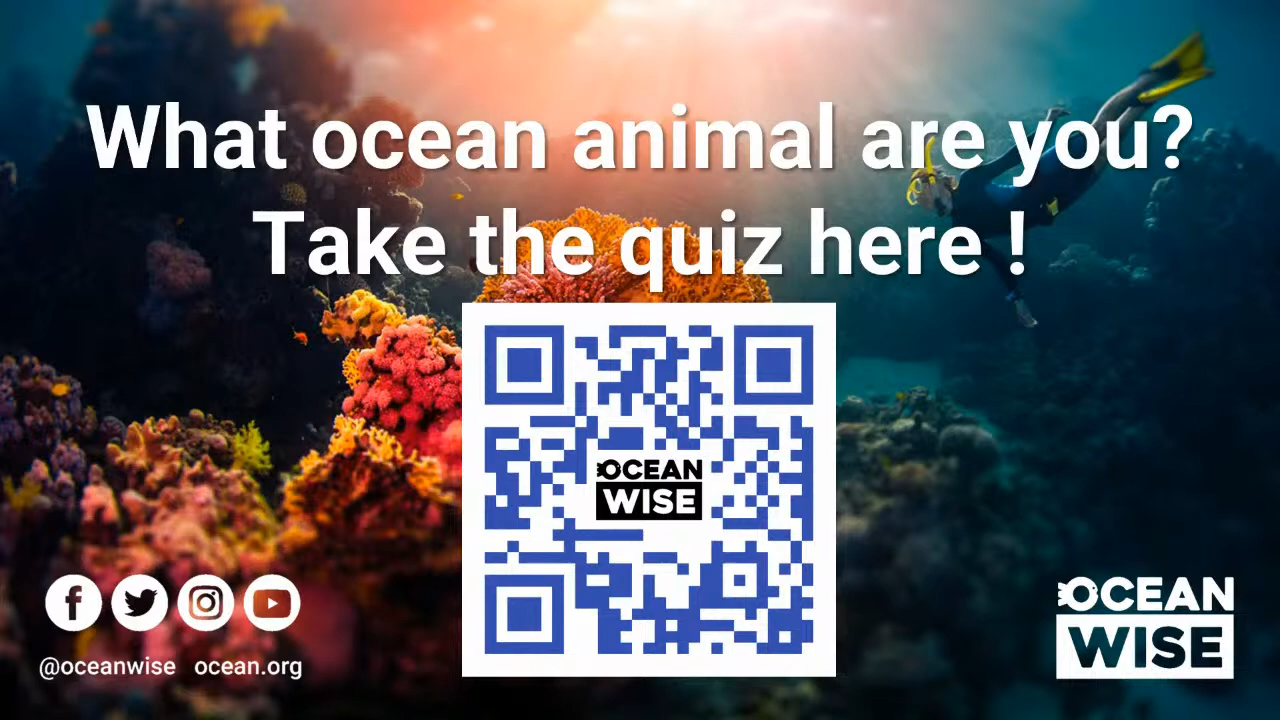 What ocean animal are you?
Take the quiz here !
OCEAN
WISE
@oceanwise ocean.org
OCEAN
WISE